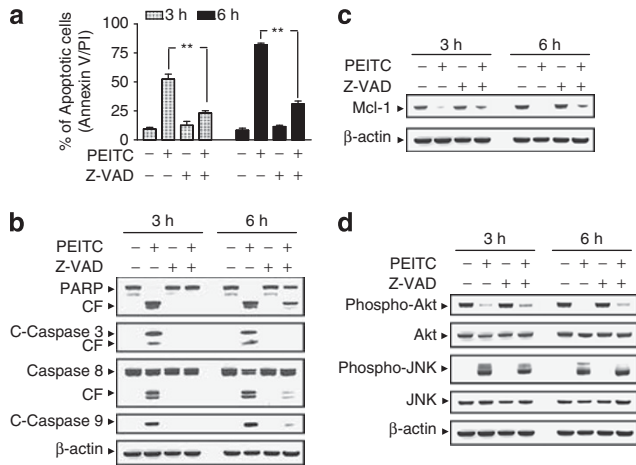 a
3 h 6 h
% of Apoptotic cells
(Annexin V/PI)
100
75
50
25
0
**
**
PEITC – + – + – + – +
Z-VAD – – + + – – + +
b
3 h 6 h
PEITC – + – + – + – +
Z-VAD – – + + – – + +
PARP
CF
C-Caspase 3
CF
Caspase 8
CF
C-Caspase 9
β-actin
c
3 h 6 h
PEITC – + – + – + – +
Z-VAD – – + + – – + +
Mcl-1
β-actin
d
3 h 6 h
PEITC – + – + – + – +
Z-VAD – – + + – – + +
Phospho-Akt
Akt
Phospho-JNK
JNK
β-actin